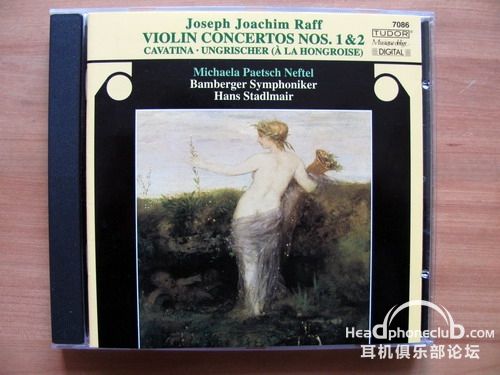 Joseph Joachim Raff
VIOLIN CONCERTOS NOS. 1&2
CAVATINA · UNGRISCHER (À LA HONGROISE)
7086
TUDOR
DIGITAL
Michaela Paetsch Neftel
Bamberger Symphoniker
Hans Stadlmair
Headphoneclub.com
耳机俱乐部论坛